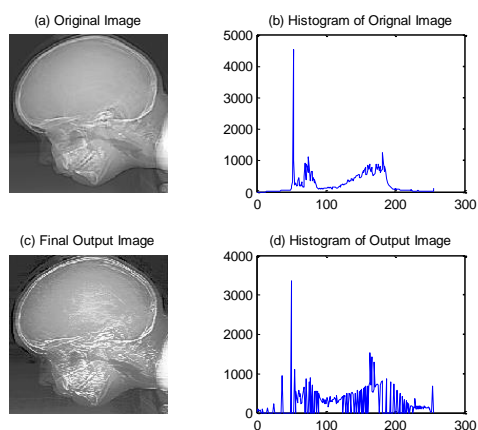 (a) Original Image
(b) Histogram of Orignal Image
5000
4000
3000
2000
1000
0
0 100 200 300
(c) Final Output Image
(d) Histogram of Output Image
4000
3000
2000
1000
0
0 100 200 300